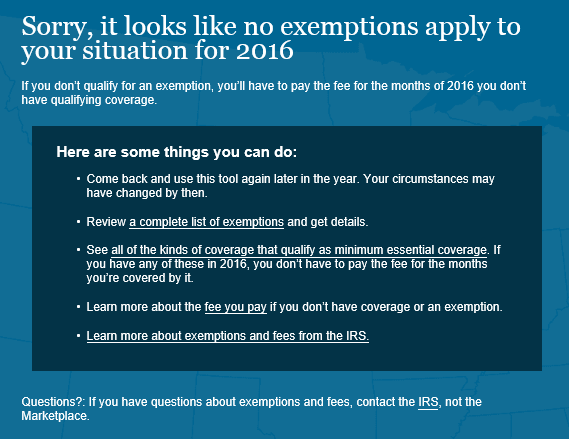 Sorry, it looks like no exemptions apply to
your situation for 2016
If you don't qualify for an exemption, you'll have to pay the fee for the months of 2016 you don't
have qualifying coverage.
Here are some things you can do:
• Come back and use this tool again later in the year. Your circumstances may
have changed by then.
• Review a complete list of exemptions and get details.
• See all of the kinds of coverage that qualify as minimum essential coverage. If
you have any of these in 2016, you don't have to pay the fee for the months
you're covered by it.
• Learn more about the fee you pay if you don't have coverage or an exemption.
• Learn more about exemptions and fees from the IRS.
Questions?: If you have questions about exemptions and fees, contact the IRS, not the
Marketplace.